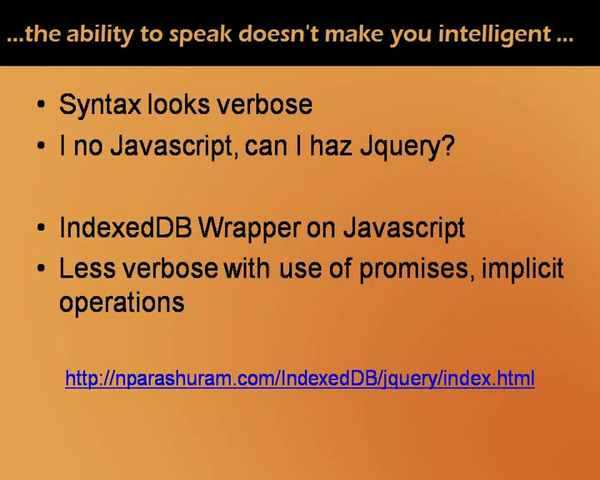 ...the ability to speak doesn't make you intelligent ...
• Syntax looks verbose
• I no Javascript, can I haz Jquery?
• IndexedDB Wrapper on Javascript
• Less verbose with use of promises, implicit
operations
http://nparashuram.com/IndexedDB/jquery/index.html